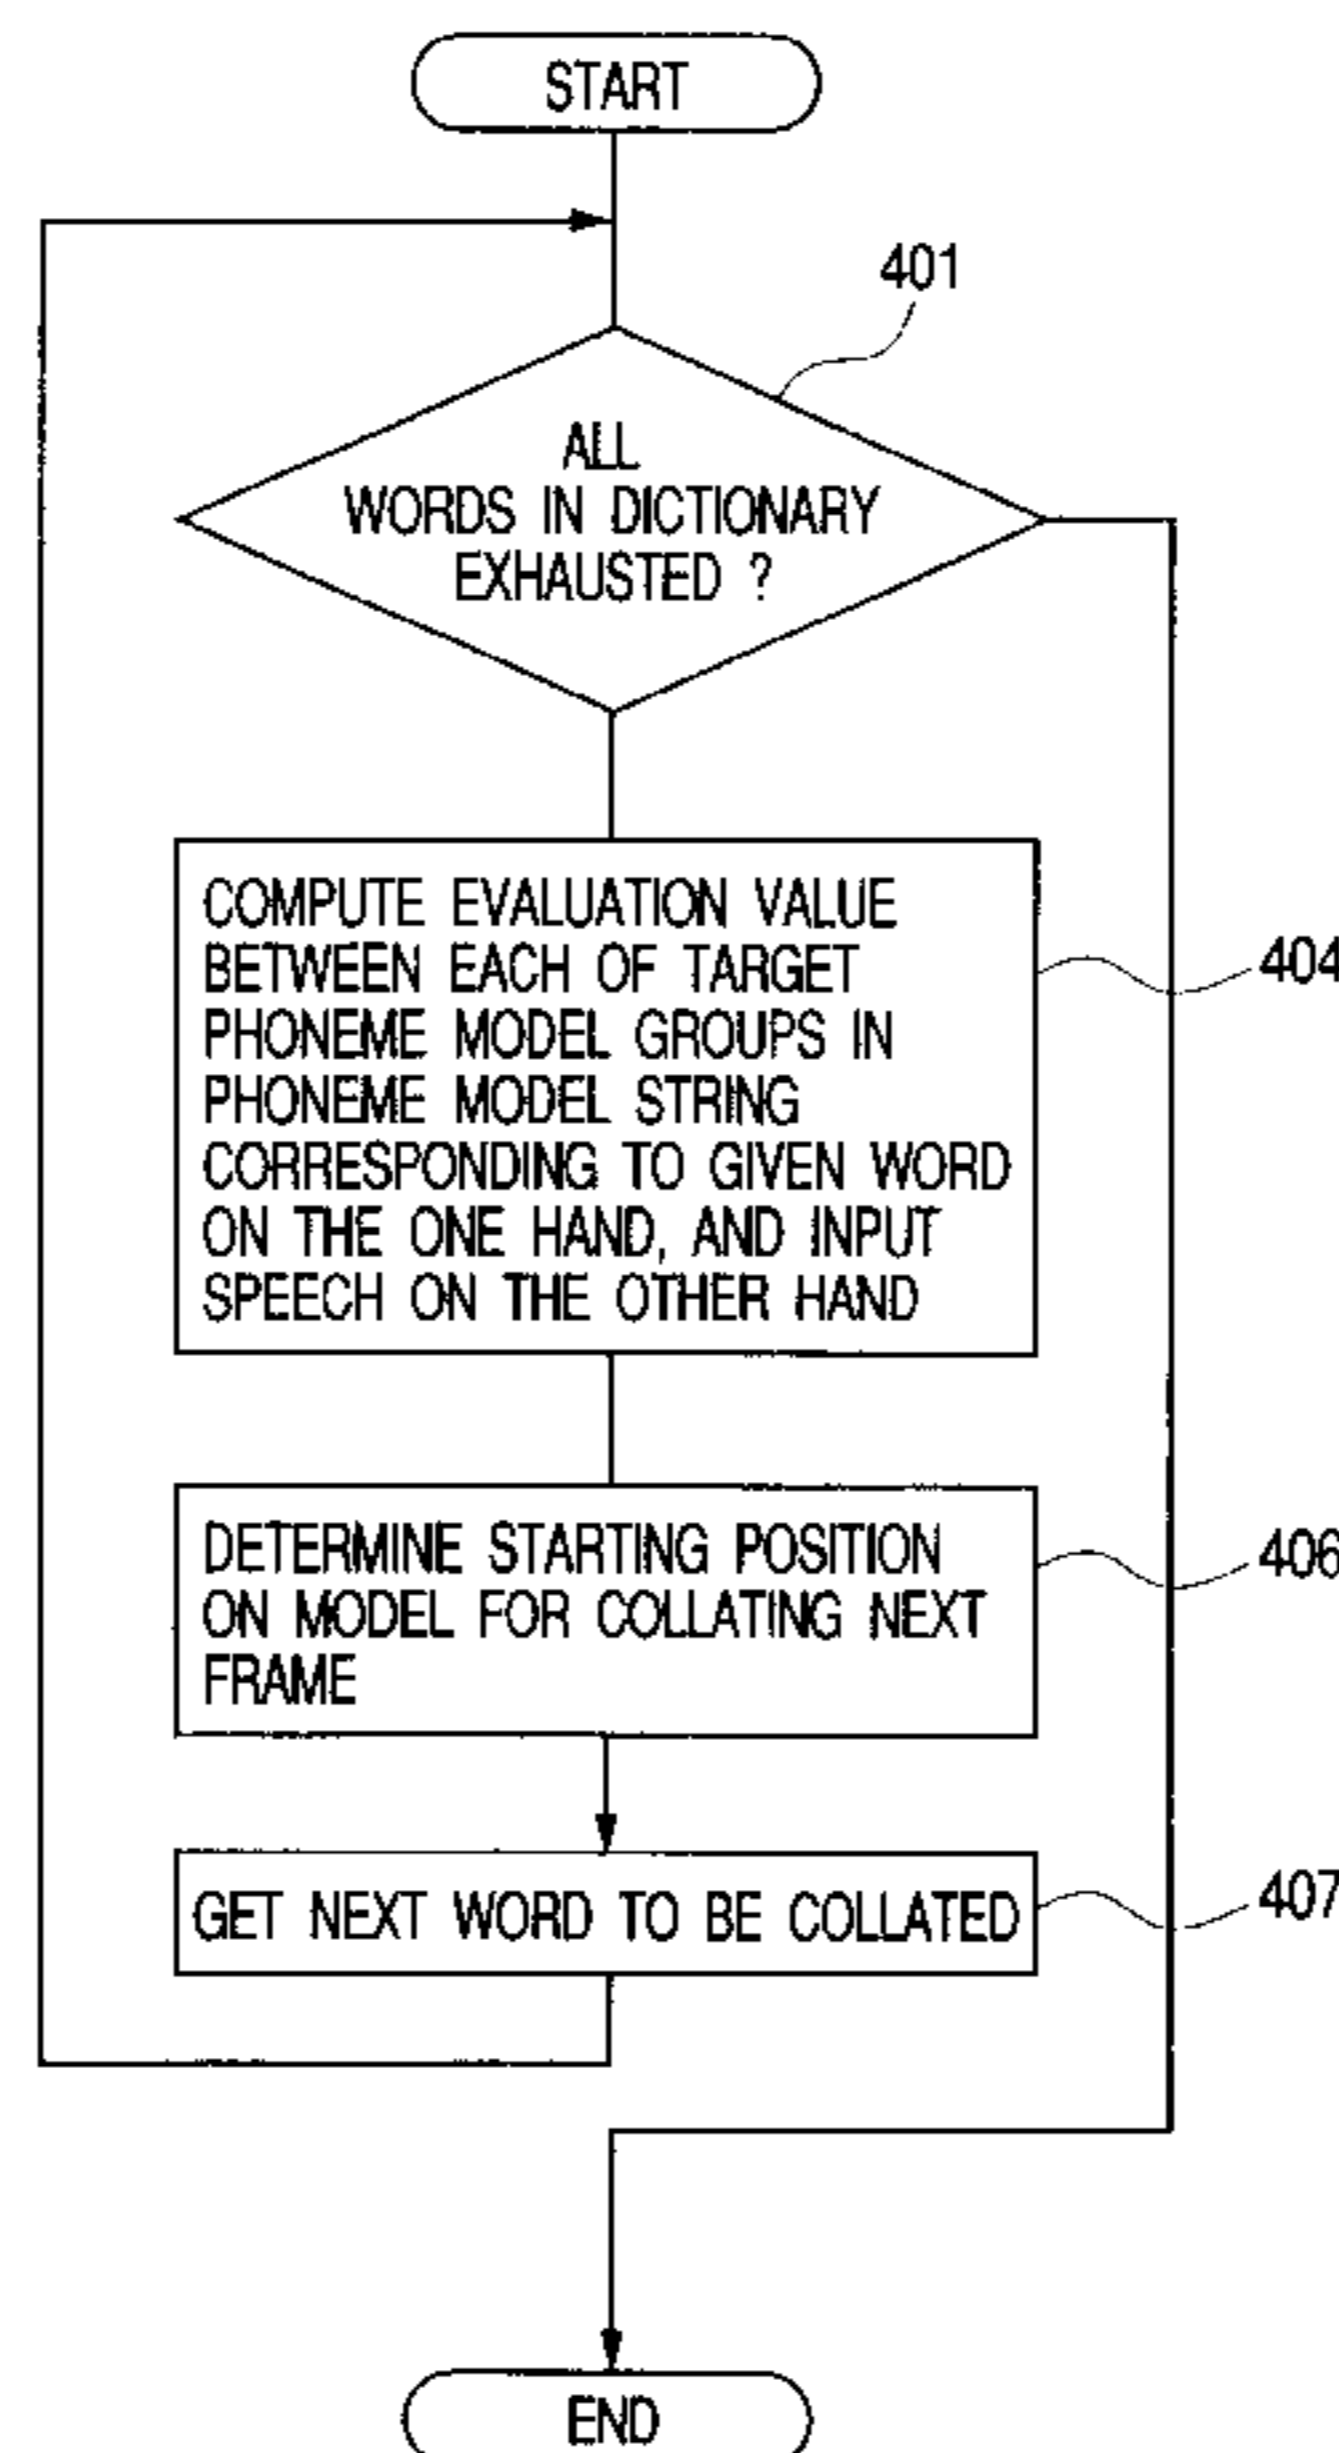 START
401
ALL
WORDS IN DICTIONARY
EXHAUSTED ?
COMPUTE EVALUATION VALUE
BETWEEN EACH OF TARGET
PHONEME MODEL GROUPS IN
PHONEME MODEL STRING
CORRESPONDING TO GIVEN WORD
ON THE ONE HAND, AND INPUT
SPEECH ON THE OTHER HAND
404
DETERMINE STARTING POSITION
ON MODEL FOR COLLATING NEXT
FRAME
406
GET NEXT WORD TO BE COLLATED
407
END